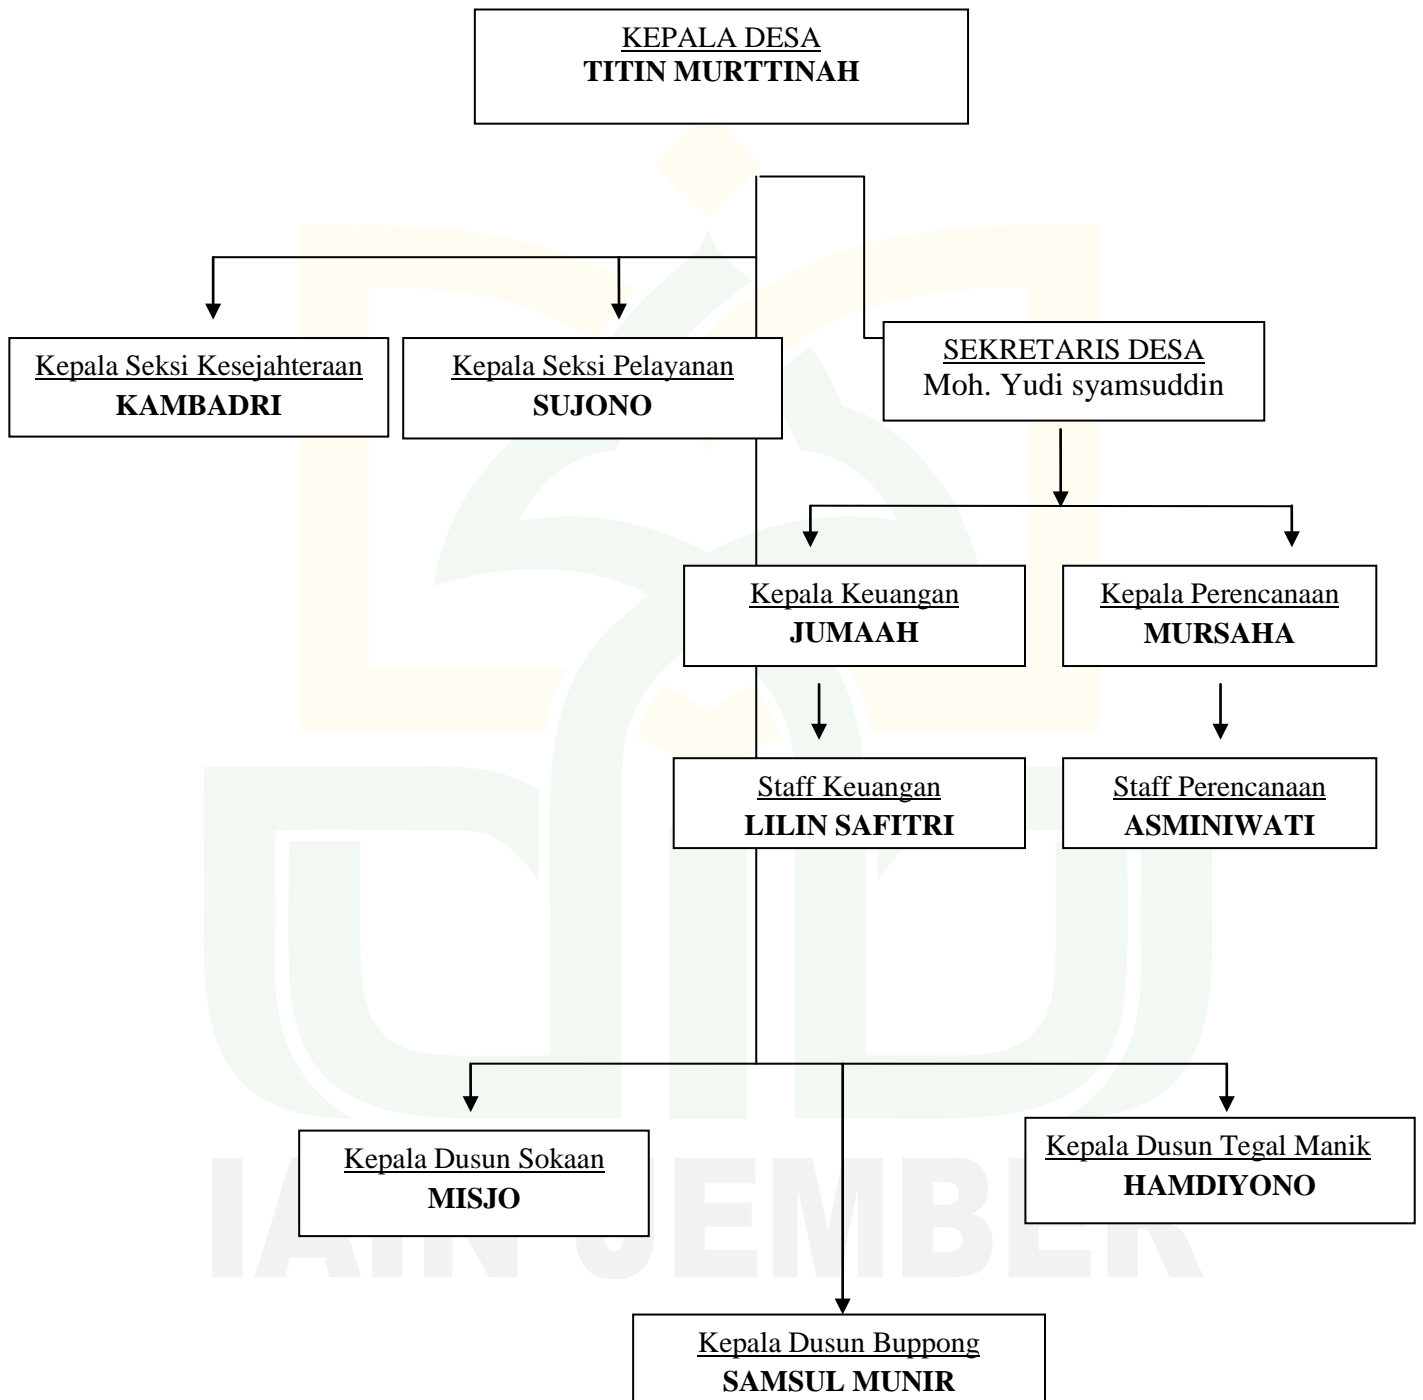 KEPALA DESA
TITIN MURTTINAH
Kepala Seksi Kesejahteraan
KAMBADRI
Kepala Seksi Pelayanan
SUJONO
SEKRETARIS DESA
Moh. Yudi syamsuddin
Kepala Keuangan
JUMAAH
Kepala Perencanaan
MURSAHA
Staff Keuangan
LILIN SAFITRI
Staff Perencanaan
ASMINIWATI
Kepala Dusun Sokaan
MISJO
Kepala Dusun Tegal Manik
HAMDIYONO
IAIN JEMBER
Kepala Dusun Buppong
SAMSUL MUNIR